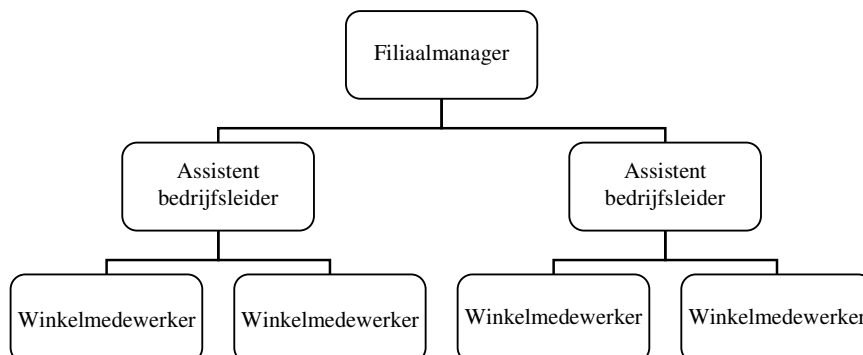 Filiaalmanager
Assistent
bedrijfsleider
Assistent
bedrijfsleider
Winkelmedewerker
Winkelmedewerker
Winkelmedewerker
Winkelmedewerker